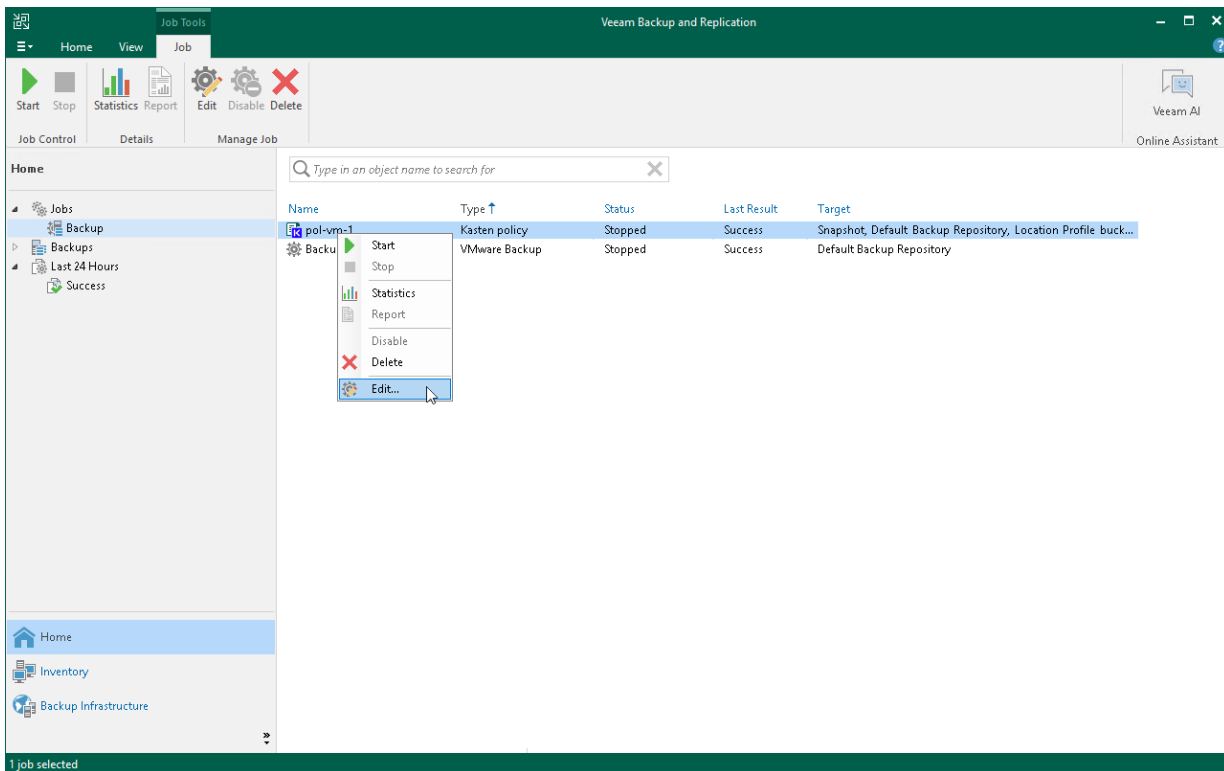 Job Tools
Veeam Backup and Replication
Home View Job
Start Stop Statistics Report Edit Disable Delete
Veeam AI
Job Control Details Manage Job
Online Assistant
Home
Type in an object name to search for
Jobs
Backup
Backups
Last 24 Hours
Success
Name Type Status Last Result Target
pol-vm-1 Kasten policy Stopped Success Snapshot, Default Backup Repository, Location Profile buck...
Backu VMware Backup Stopped Success Default Backup Repository
Start
Stop
Statistics
Report
Disable
Delete
Edit...
Home
Inventory
Backup Infrastructure
1 job selected